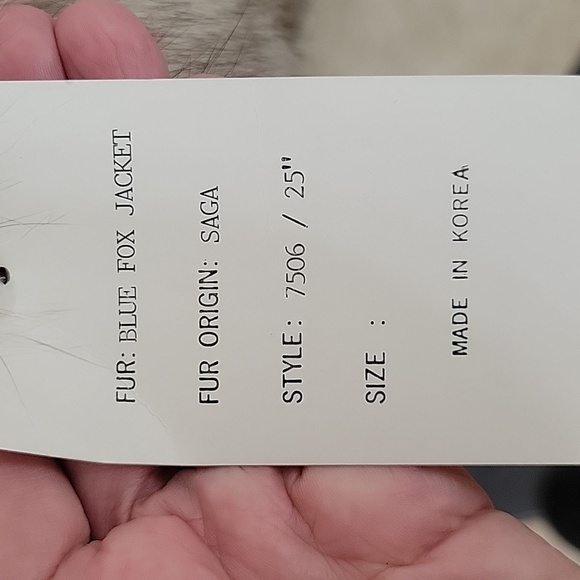 FUR: BLUE FOX JACKET
FUR ORIGIN: SAGA
STYLE: 7506 / 25"
SIZE :
MADE IN KOREA